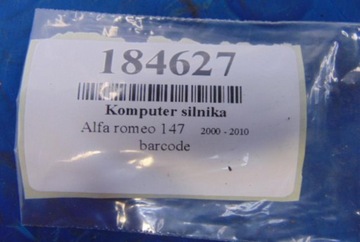 184627
Komputer silnika
Alfa romeo 147 2000 - 2010
barcode